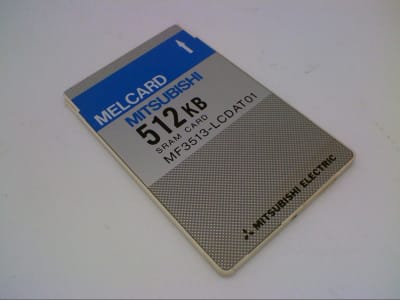 MELCARD
MITSUBISHI
512KB
SRAM CARD
MF3513-LCDAT01
MITSUBISHI ELECTRIC